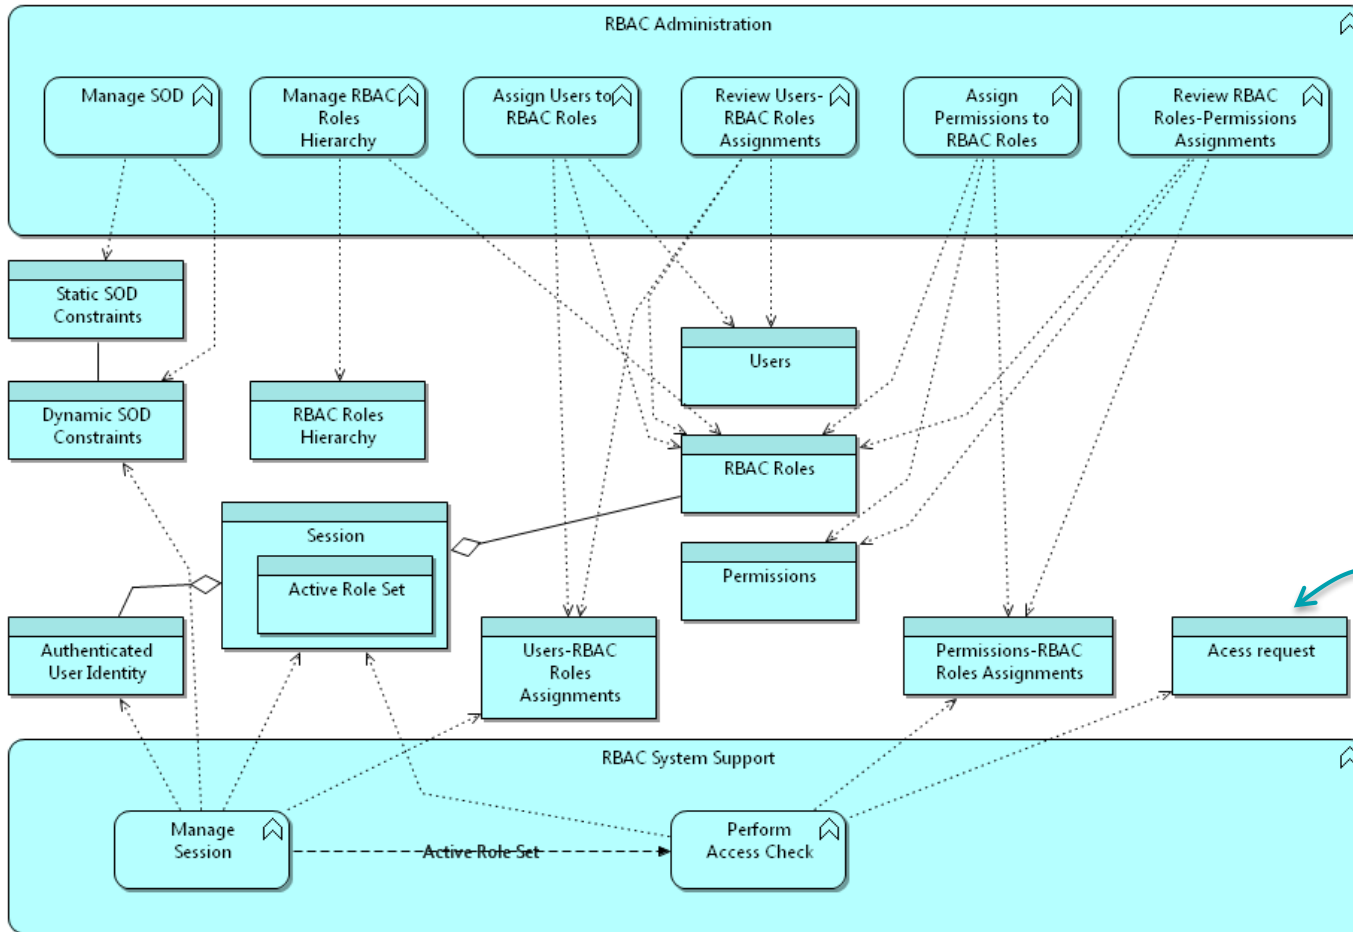 RBAC Administration
Manage SOD
Manage RBAC
Roles
Hierarchy
Assign Users to
RBAC Roles
Review Users-
RBAC Roles
Assignments
Assign
Permissions to
RBAC Roles
Review RBAC
Roles-Permissions
Assignments
Static SOD
Constraints
Users
Dynamic SOD
Constraints
RBAC Roles
Hierarchy
RBAC Roles
Session
Active Role Set
Permissions
Authenticated
User Identity
Users-RBAC
Roles
Assignments
Permissions-RBAC
Roles Assignments
Acess request
RBAC System Support
Manage
Session
Active Role Set
Perform
Access Check